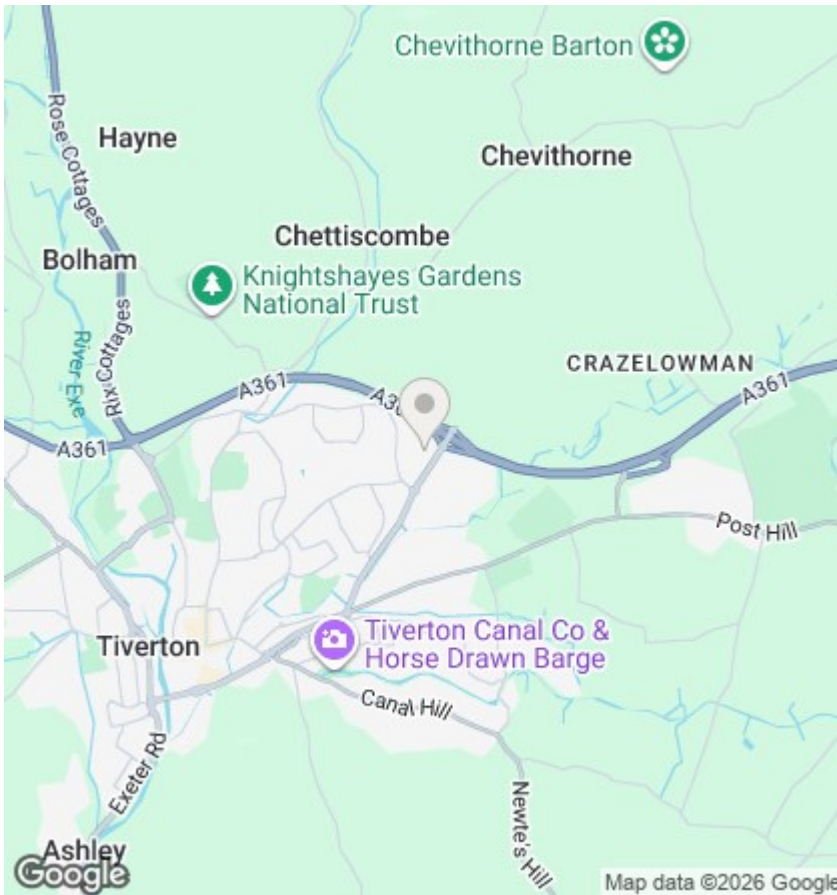 Chevithorne Barton
Rose Cottages
Hayne
Chevithorne
Chettiscombe
Bolham
Knightshayes Gardens
National Trust
River Exe
Rix Cottages
CRAZELOWMAN
A361
A361
A361
Post Hill
Tiverton
Tiverton Canal Co &
Horse Drawn Barge
Canal Hill
Exeter Rd
Newte's Hill
Ashley
Google
Map data ©2026 Google